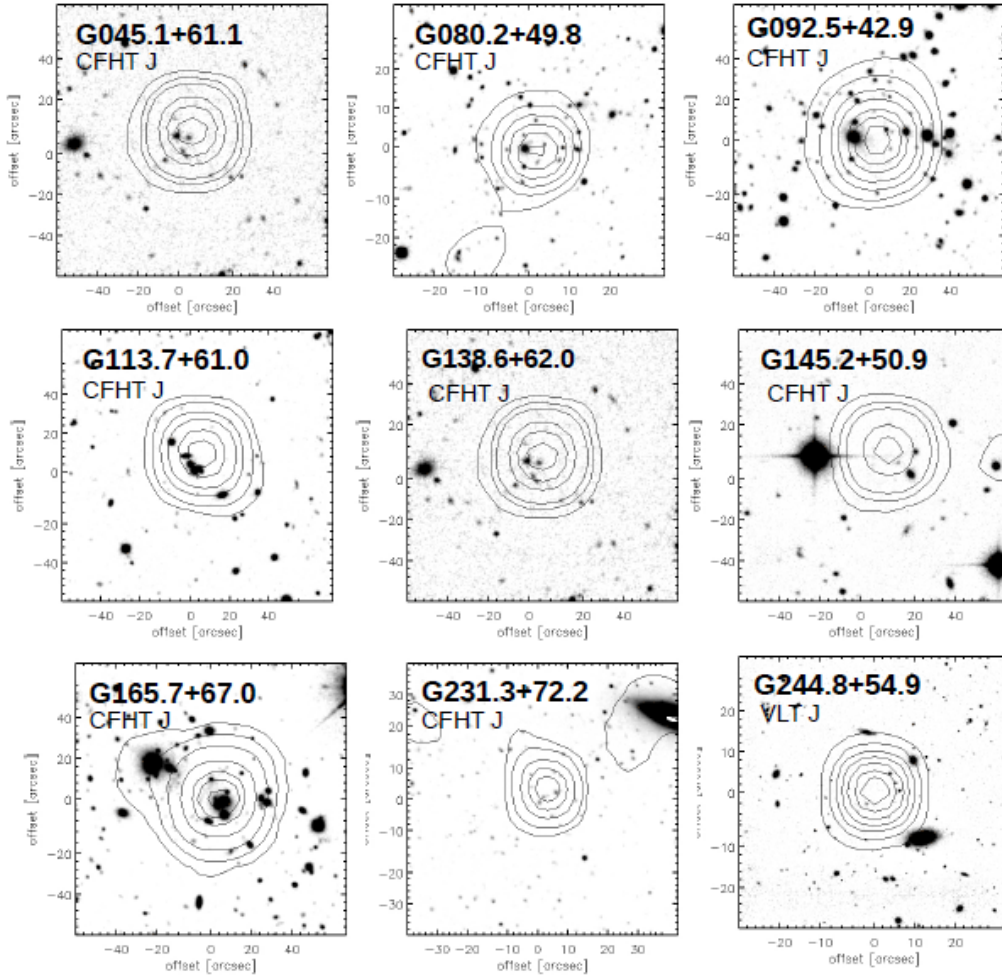 G045.1+61.1
CFHT J
40
20
0
−20
−40
offset [arcsec]
−40 −20 0 20 40
offset [arcsec]
G080.2+49.8
CFHT J
20
10
0
−10
−20
offset [arcsec]
−20 −10 0 10 20
offset [arcsec]
G092.5+42.9
CFHT J
40
20
0
−20
−40
offset [arcsec]
−40 −20 0 20 40
offset [arcsec]
G113.7+61.0
CFHT J
40
20
0
−20
−40
offset [arcsec]
−40 −20 0 20 40
offset [arcsec]
G138.6+62.0
CFHT J
40
20
0
−20
−40
offset [arcsec]
−40 −20 0 20 40
offset [arcsec]
G145.2+50.9
CFHT J
40
20
0
−20
−40
offset [arcsec]
−40 −20 0 20 40
offset [arcsec]
G165.7+67.0
CFHT J
40
20
0
−20
−40
offset [arcsec]
−40 −20 0 20 40
offset [arcsec]
G231.3+72.2
CFHT J
30
20
10
0
−10
−20
−30
−30 −20 −10 0 10 20 30
offset [arcsec]
G244.8+54.9
VLT J
20
10
0
−10
−20
−20 −10 0 10 20
offset [arcsec]